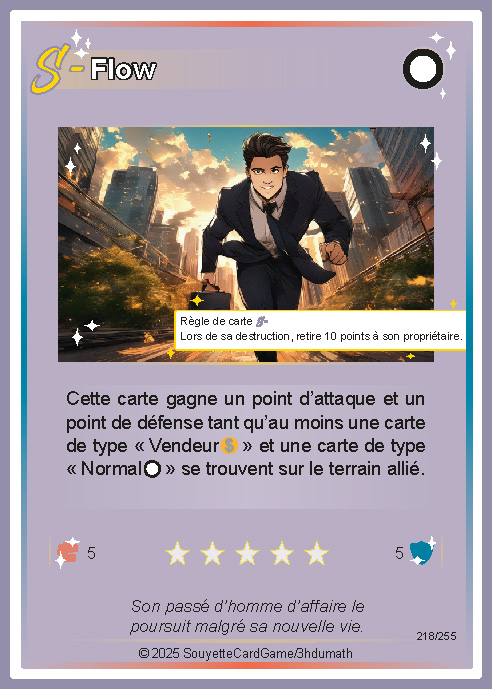 S-Flow
Règle de carte S-
Lors de sa destruction, retire 10 points à son propriétaire.
Cette carte gagne un point d’attaque et un
point de défense tant qu’au moins une carte
de type « Vendeur$ » et une carte de type
« Normal » se trouvent sur le terrain allié.
5
5
Son passé d’homme d’affaire le
poursuit malgré sa nouvelle vie.
218/255
© 2025 SouyetteCardGame/3hdumath